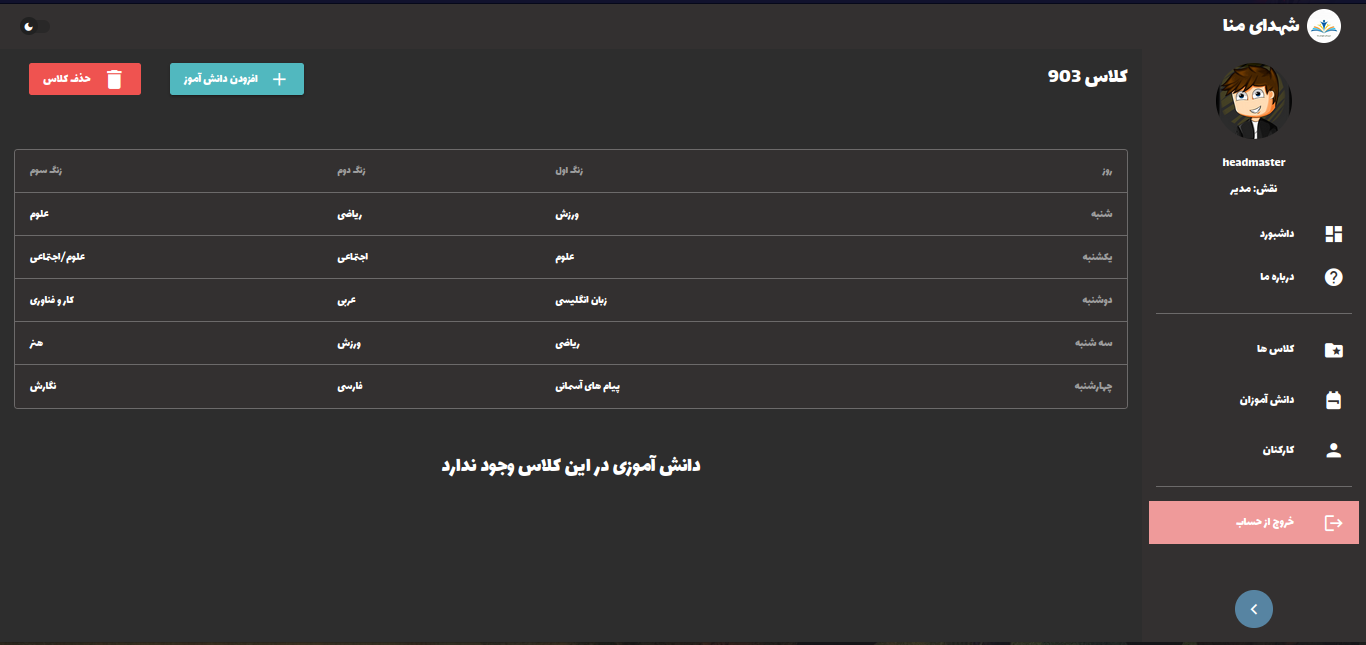 شهدای منا
headmaster
نقش: مدیر
داشبورد
درباره ما
کلاس ها
دانش آموزان
کارکنان
خروج از حساب
کلاس 903
افزودن دانش آموز
حذف کلاس
روز زنگ اول زنگ دوم زنگ سوم
شنبه ورزش ریاضی علوم
یکشنبه علوم اجتماعی علوم/اجتماعی
دوشنبه زبان انگلیسی عربی کار و فناوری
سه شنبه ریاضی ورزش هنر
چهارشنبه پیام های آسمانی فارسی نگارش
دانش آموزی در این کلاس وجود ندارد